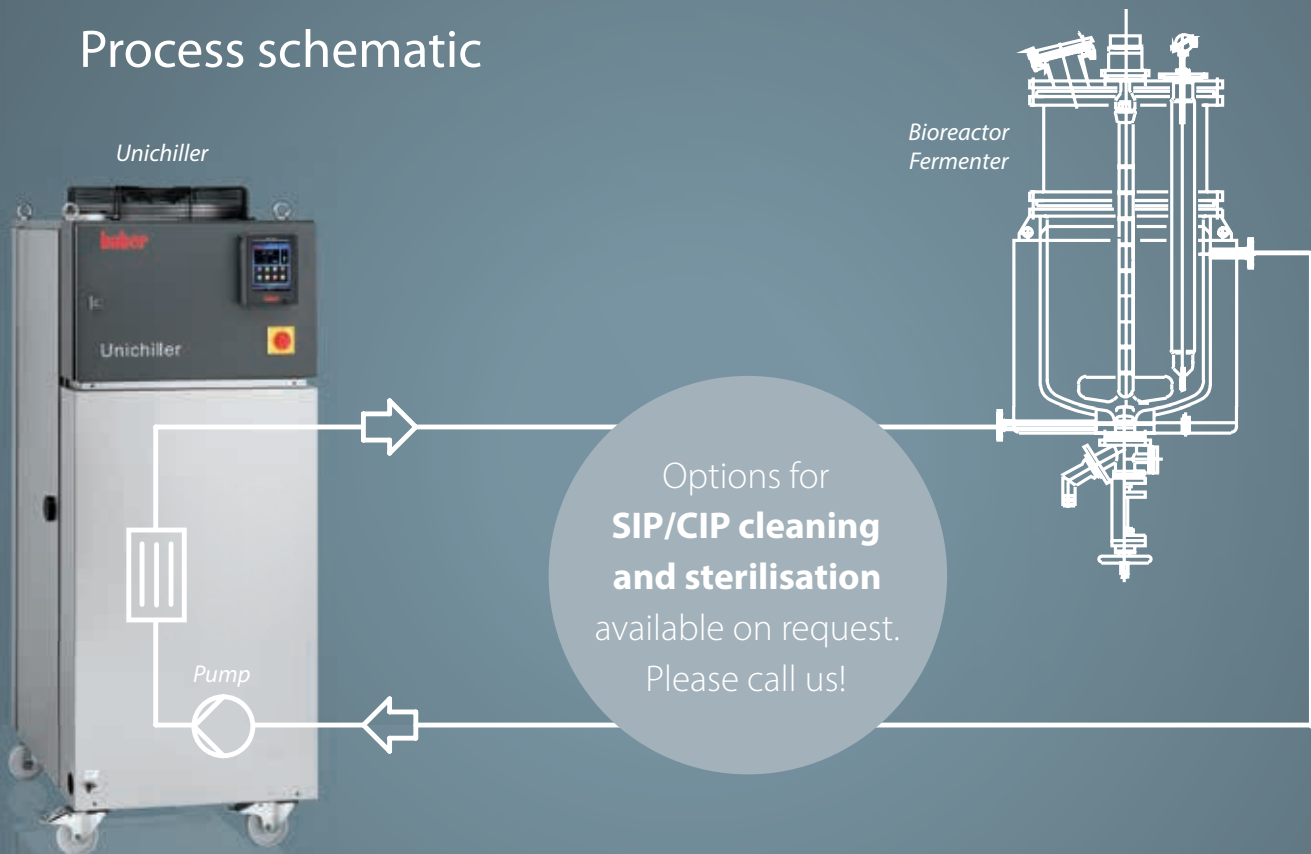 Process schematic
Unichiller
huber
Unichiller
Pump
Options for
SIP/CIP cleaning
and sterilisation
available on request.
Please call us!
Bioreactor
Fermenter